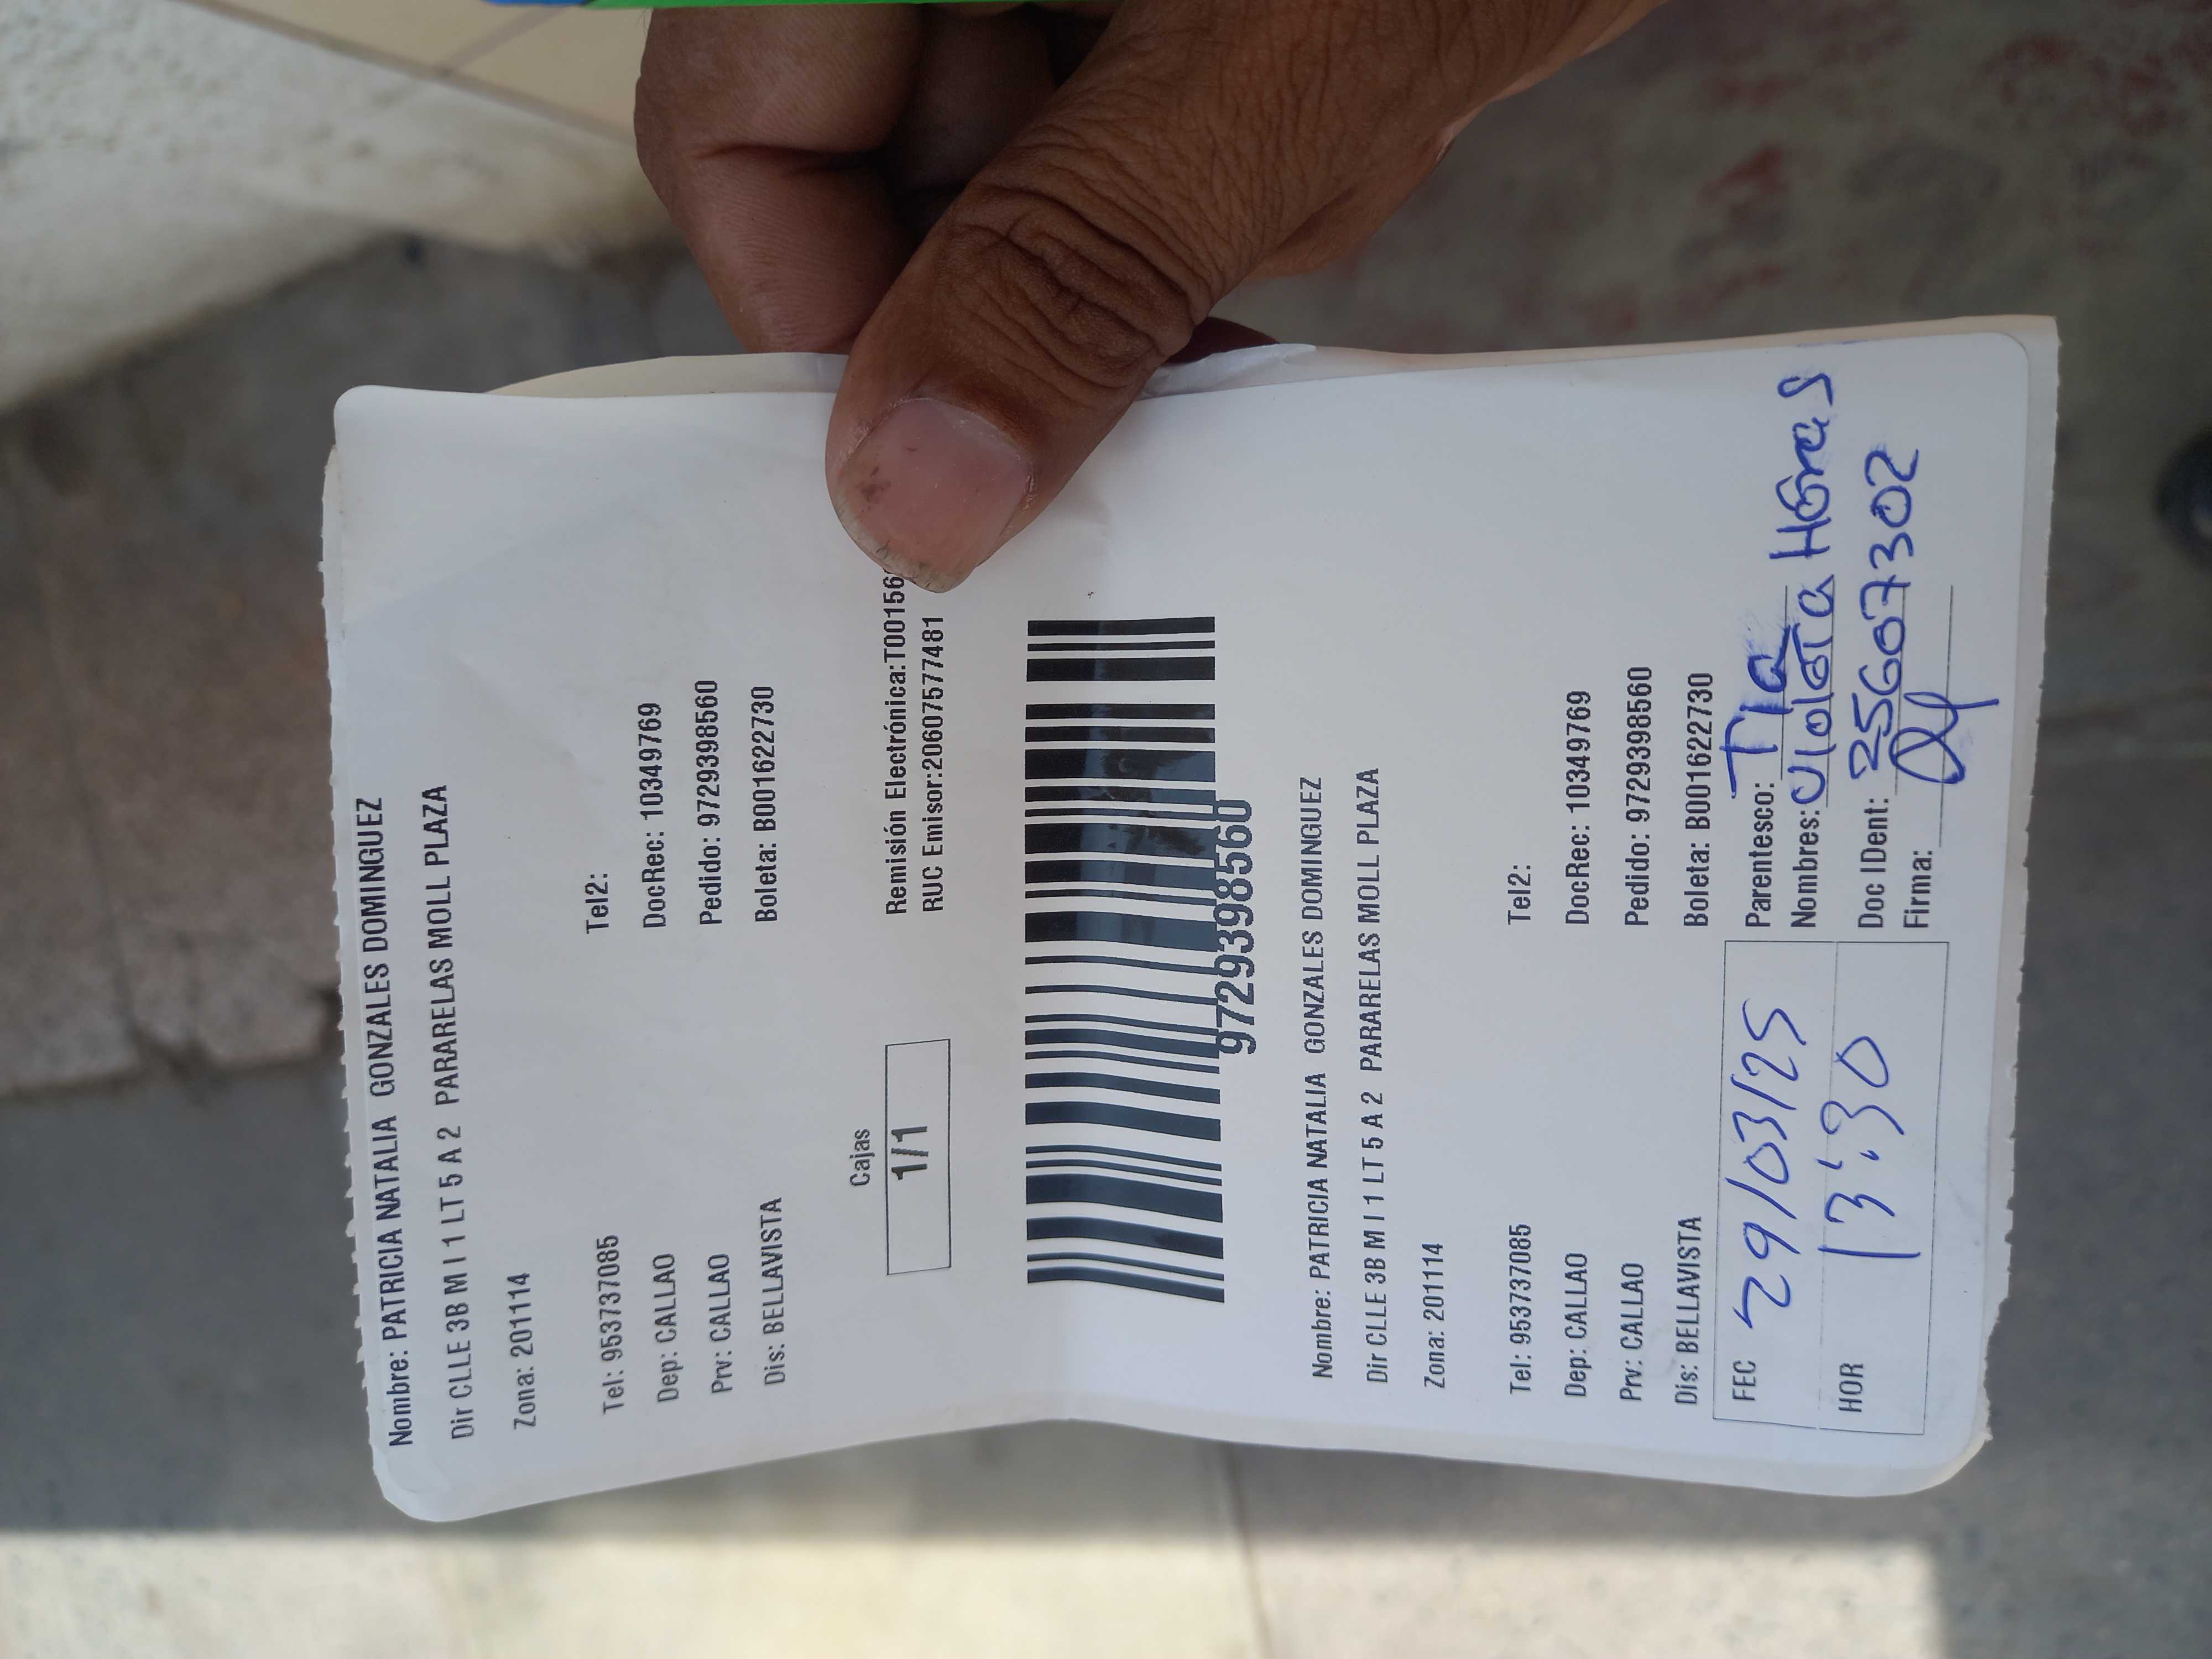 Nombre: PATRICIA NATALIA GONZALES DOMINGUEZ
Dir CLLE 3B M I 1 LT 5 A 2 PARARELAS MOLL PLAZA
Zona: 201114
Tel: 953737085 Tel2:
Dep: CALLAO DocRec: 10349769
Prv: CALLAO Pedido: 9729398560
Dis: BELLAVISTA Boleta: B001622730
Cajas
1/1
Remisión Electrónica:T00156
RUC Emisor:20607577481
9729398560
Nombre: PATRICIA NATALIA GONZALES DOMINGUEZ
Dir CLLE 3B M I 1 LT 5 A 2 PARARELAS MOLL PLAZA
Zona: 201114
Tel: 953737085 Tel2:
Dep: CALLAO DocRec: 10349769
Prv: CALLAO Pedido: 9729398560
Dis: BELLAVISTA Boleta: B001622730
FEC 29/03/25
HOR 13:30
Parentesco: Tia
Nombres: Violeta
Doc IDent: 25607302
Firma: